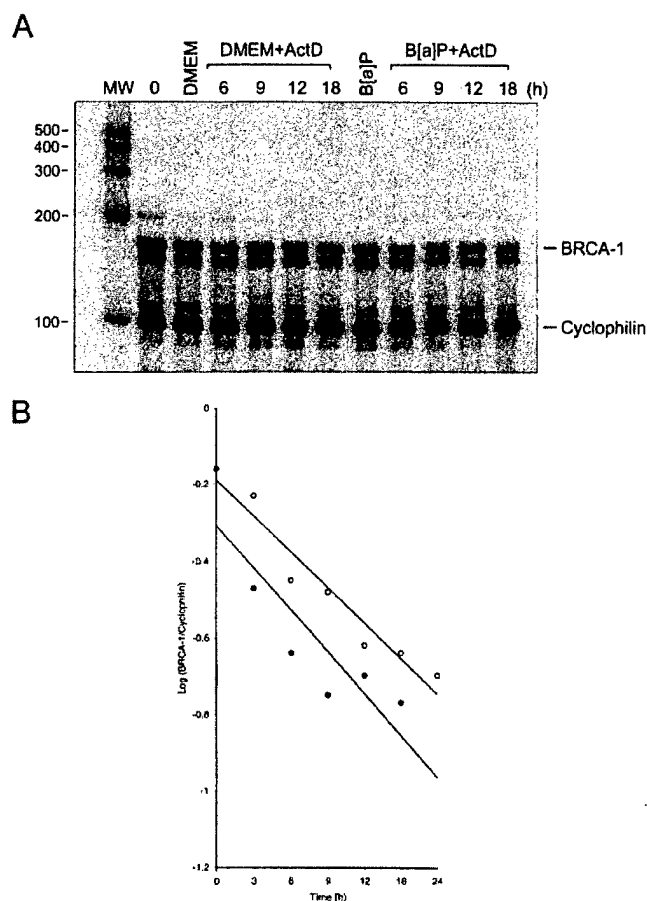 A
DMEM+ActD B[a]P+ActD
MW 0 DMEM 6 9 12 18 B[a]P 6 9 12 18 (h)
500-
400-
300-
200-
BRCA-1
100-
Cyclophilin
B
0
-0.2
-0.4
-0.6
-0.8
-1
-1.2
Log (BRCA-1/Cyclophilin)
0 3 6 9 12 18 24
Time [h]